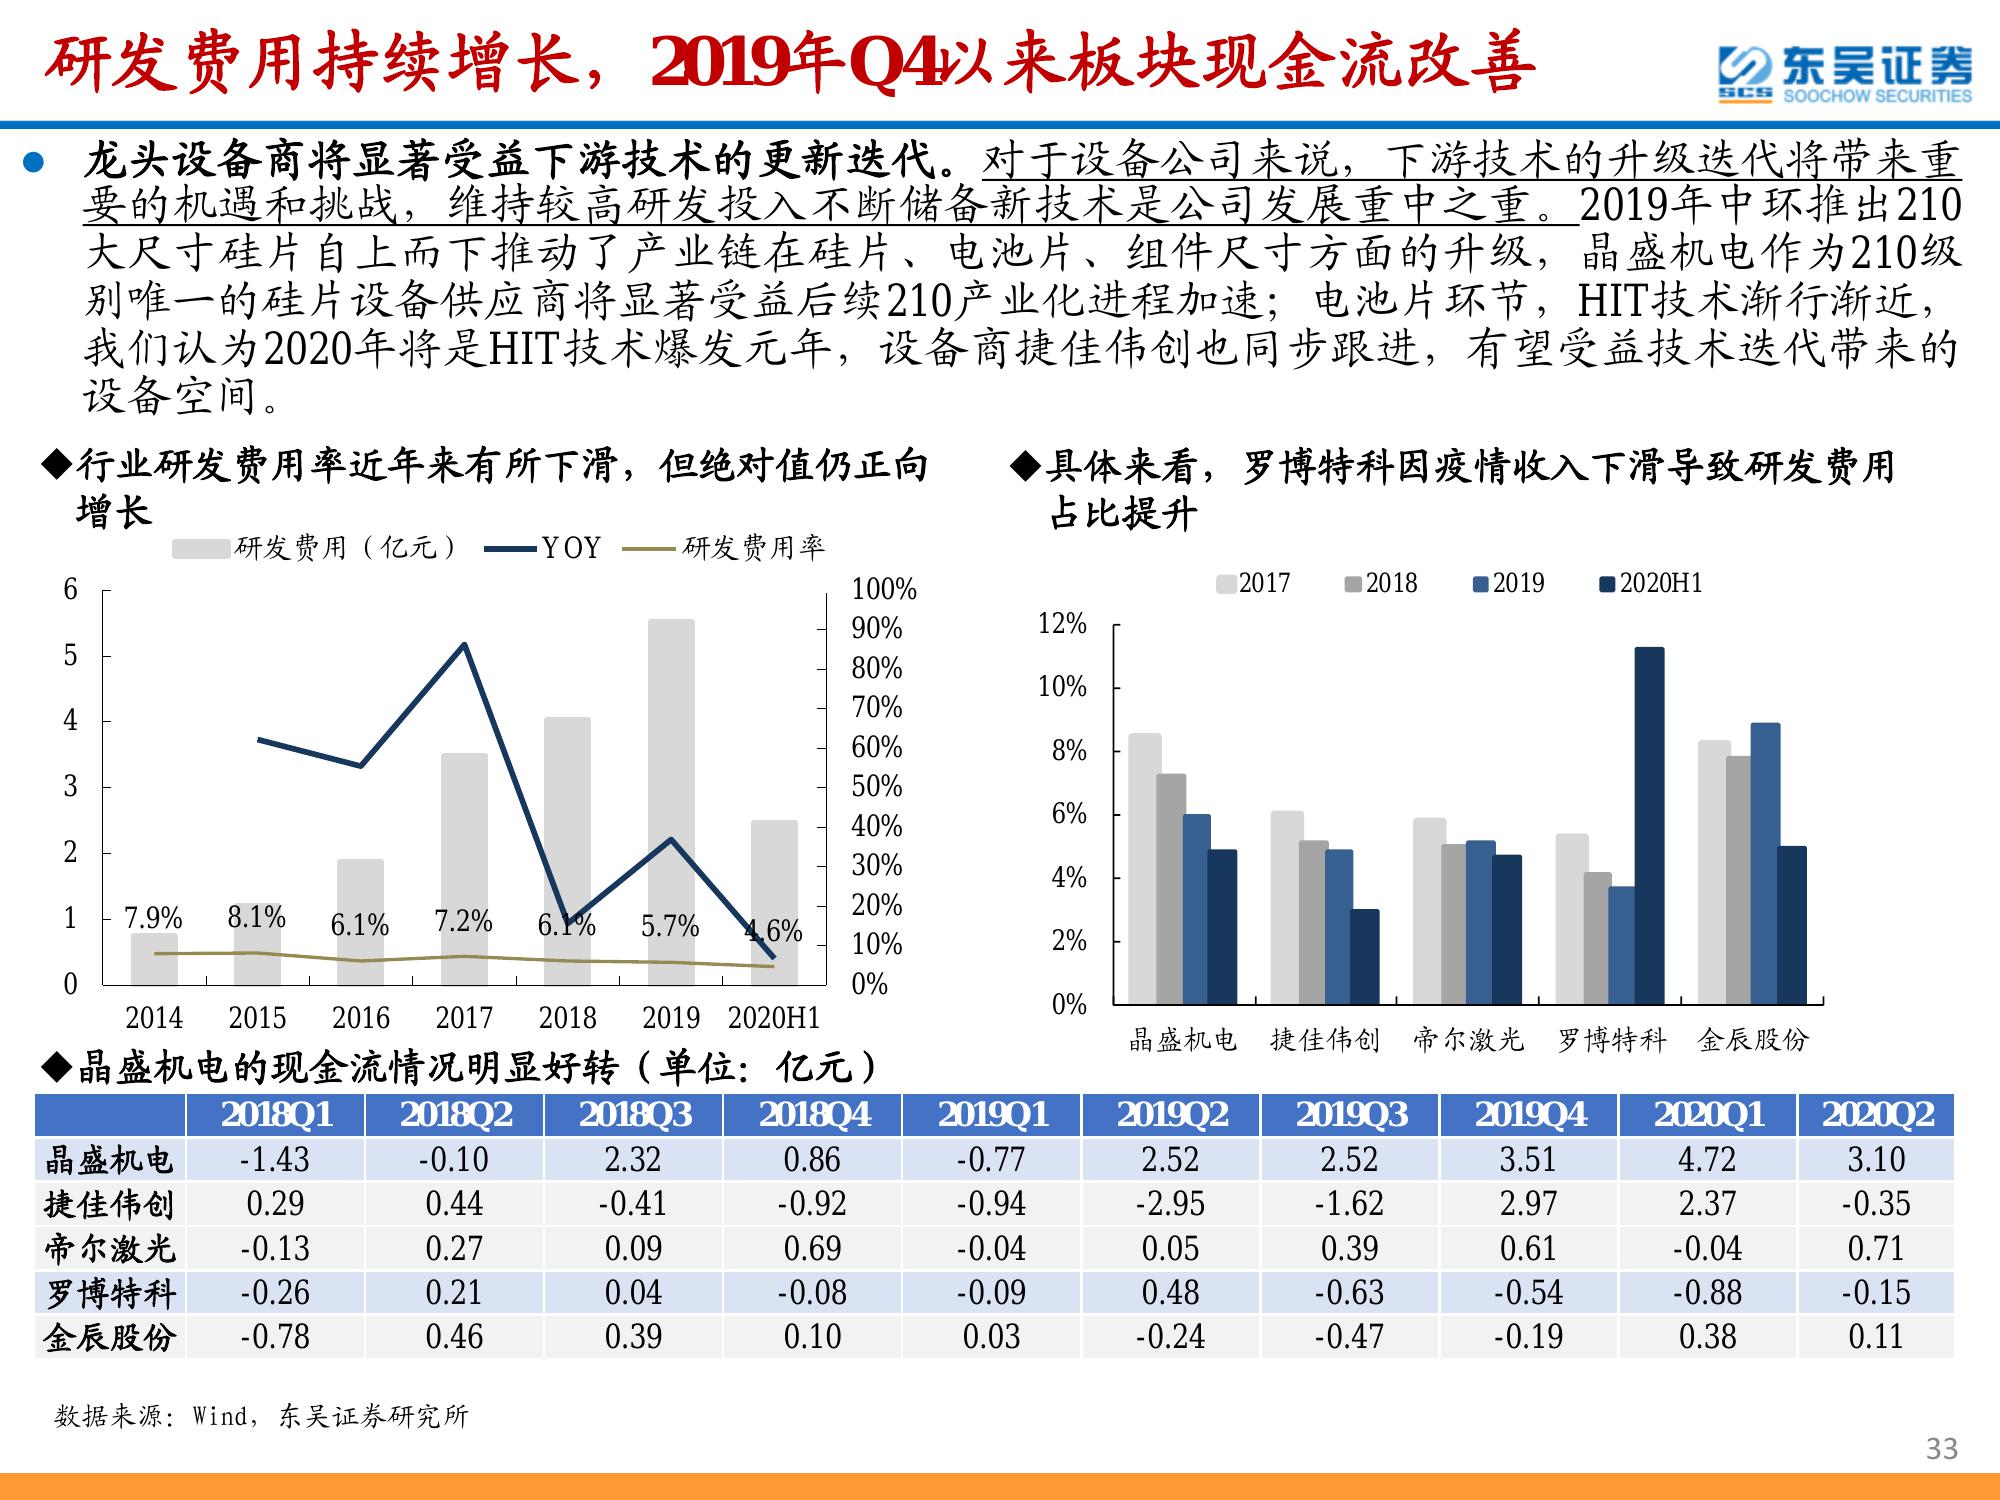 研发费用持续增长，2019年Q4以来板块现金流改善
东吴证券
SCS
SOOCHOW SECURITIES
● 龙头设备商将显著受益下游技术的更新迭代。对于设备公司来说，下游技术的升级迭代将带来重
要的机遇和挑战，维持较高研发投入不断储备新技术是公司发展重中之重。2019年中环推出210
大尺寸硅片自上而下推动了产业链在硅片、电池片、组件尺寸方面的升级，晶盛机电作为210级
别唯一的硅片设备供应商将显著受益后续210产业化进程加速；电池片环节，HIT技术渐行渐近，
我们认为2020年将是HIT技术爆发元年，设备商捷佳伟创也同步跟进，有望受益技术迭代带来的
设备空间。
◆行业研发费用率近年来有所下滑，但绝对值仍正向
增长
研发费用（亿元） YOY 研发费用率
6 100%
90%
5 80%
4 70%
60%
3 50%
40%
2 30%
1 20%
10%
0 0%
7.9% 8.1% 6.1% 7.2% 6.1% 5.7% 4.6%
2014 2015 2016 2017 2018 2019 2020H1
◆具体来看，罗博特科因疫情收入下滑导致研发费用
占比提升
2017 2018 2019 2020H1
12%
10%
8%
6%
4%
2%
0%
晶盛机电 捷佳伟创 帝尔激光 罗博特科 金辰股份
◆晶盛机电的现金流情况明显好转（单位：亿元）
2018Q1 2018Q2 2018Q3 2018Q4 2019Q1 2019Q2 2019Q3 2019Q4 2020Q1 2020Q2
晶盛机电 -1.43 -0.10 2.32 0.86 -0.77 2.52 2.52 3.51 4.72 3.10
捷佳伟创 0.29 0.44 -0.41 -0.92 -0.94 -2.95 -1.62 2.97 2.37 -0.35
帝尔激光 -0.13 0.27 0.09 0.69 -0.04 0.05 0.39 0.61 -0.04 0.71
罗博特科 -0.26 0.21 0.04 -0.08 -0.09 0.48 -0.63 -0.54 -0.88 -0.15
金辰股份 -0.78 0.46 0.39 0.10 0.03 -0.24 -0.47 -0.19 0.38 0.11
数据来源：Wind，东吴证券研究所
33